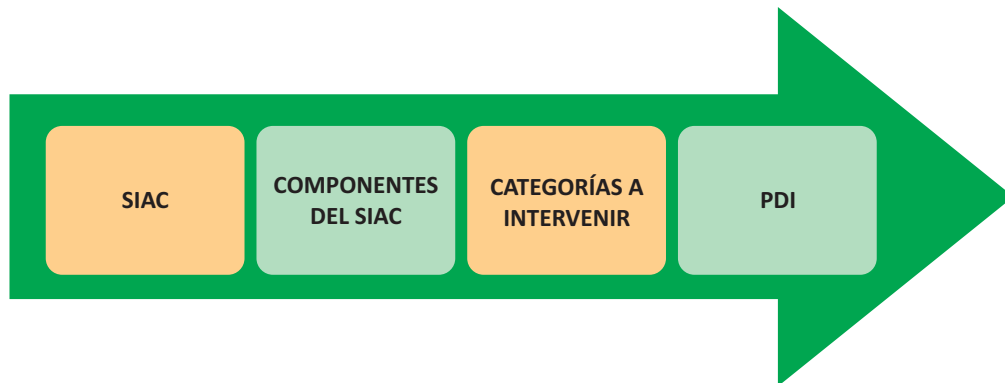 SIAC
COMPONENTES
DEL SIAC
CATEGORÍAS A
INTERVENIR
PDI